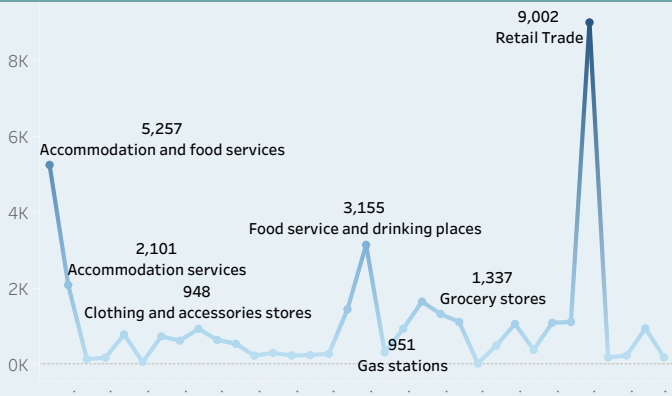 9,002
Retail Trade
8K
6K
5,257
Accommodation and food services
4K
3,155
Food service and drinking places
2,101
Accommodation services
2K
948
Clothing and accessories stores
1,337
Grocery stores
951
Gas stations
0K